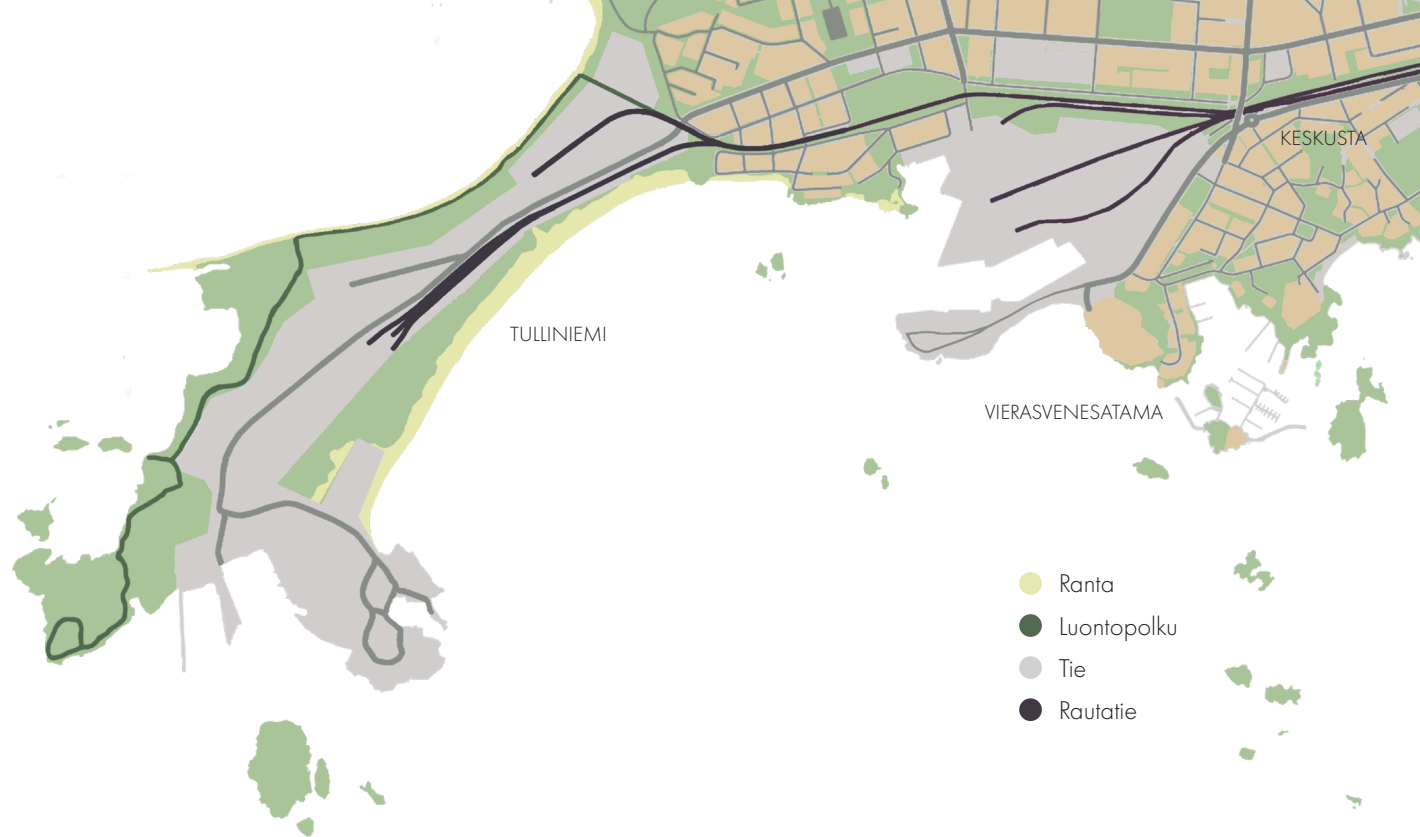 KESKUSTA
TULLINIEMI
VIERASVENESATAMA
Ranta
Luontopolku
Tie
Rautatie